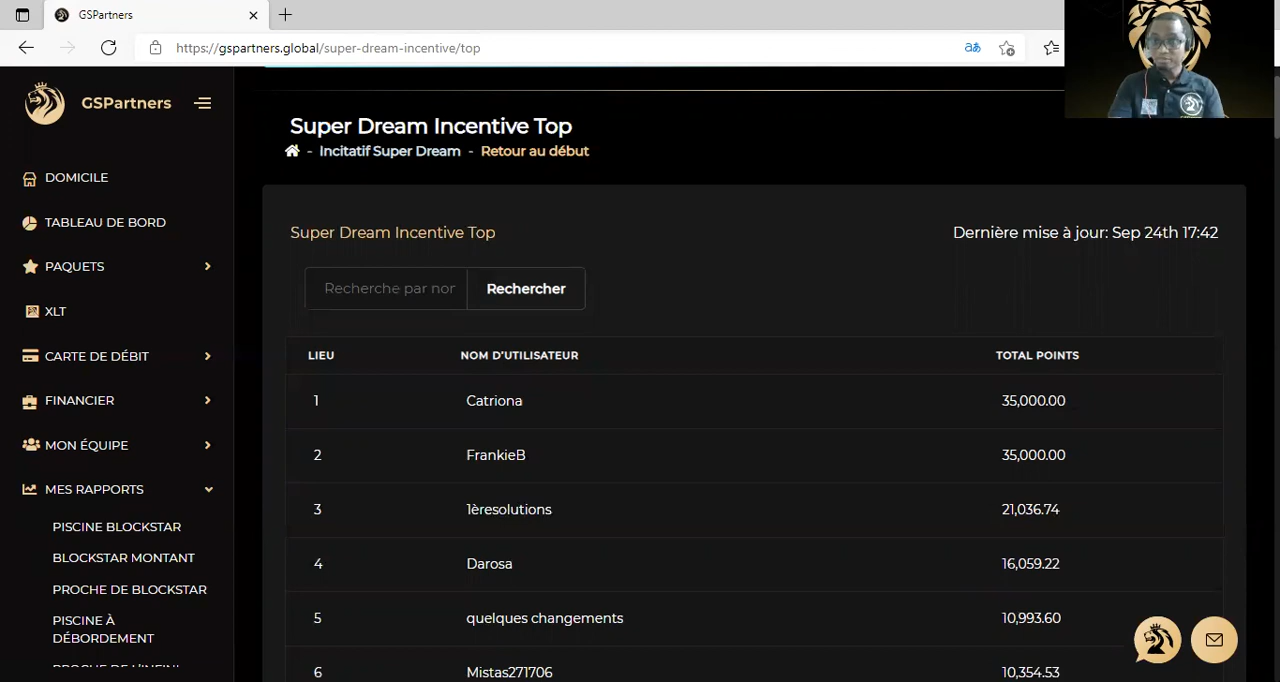 GSPartners
https://gspartners.global/super-dream-incentive/top
GSPartners
Super Dream Incentive Top
- Incitatif Super Dream - Retour au début
DOMICILE
TABLEAU DE BORD
PAQUETS
XLT
CARTE DE DÉBIT
FINANCIER
MON ÉQUIPE
MES RAPPORTS
PISCINE BLOCKSTAR
BLOCKSTAR MONTANT
PROCHE DE BLOCKSTAR
PISCINE À
DÉBORDEMENT
PROCHE DE L'INFINI
Super Dream Incentive Top
Dernière mise à jour: Sep 24th 17:42
Recherche par nor Rechercher
LIEU NOM D'UTILISATEUR TOTAL POINTS
1 Catriona 35,000.00
2 FrankieB 35,000.00
3 1èresolutions 21,036.74
4 Darosa 16,059.22
5 quelques changements 10,993.60
6 Mistas271706 10,354.53